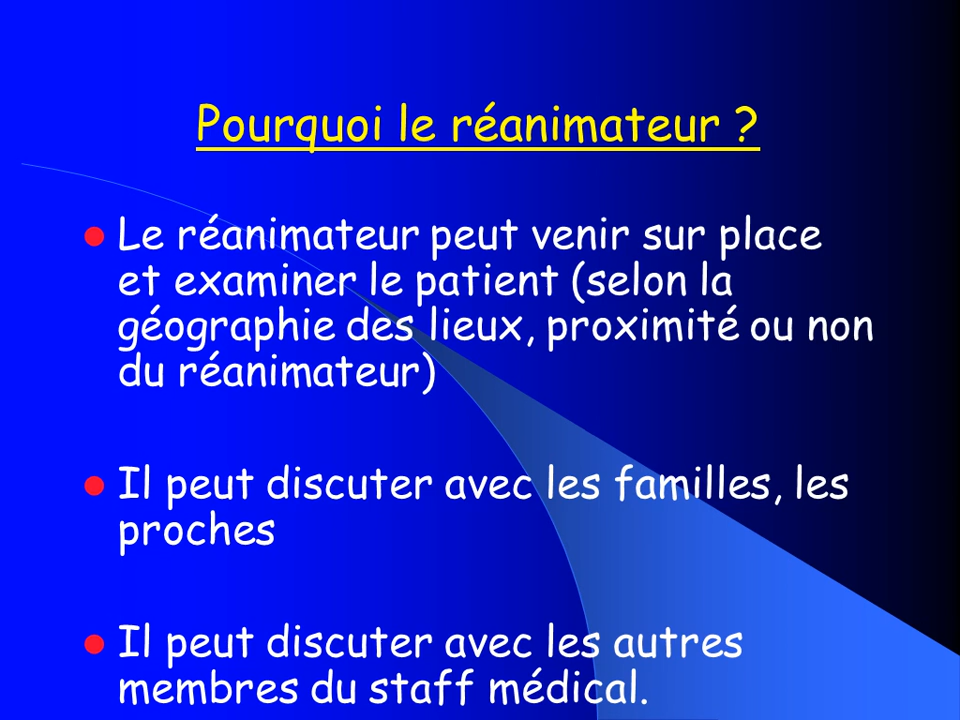 Pourquoi le réanimateur ?
Le réanimateur peut venir sur place
et examiner le patient (selon la
géographie des lieux, proximité ou non
du réanimateur)
Il peut discuter avec les familles, les
proches
Il peut discuter avec les autres
membres du staff médical.